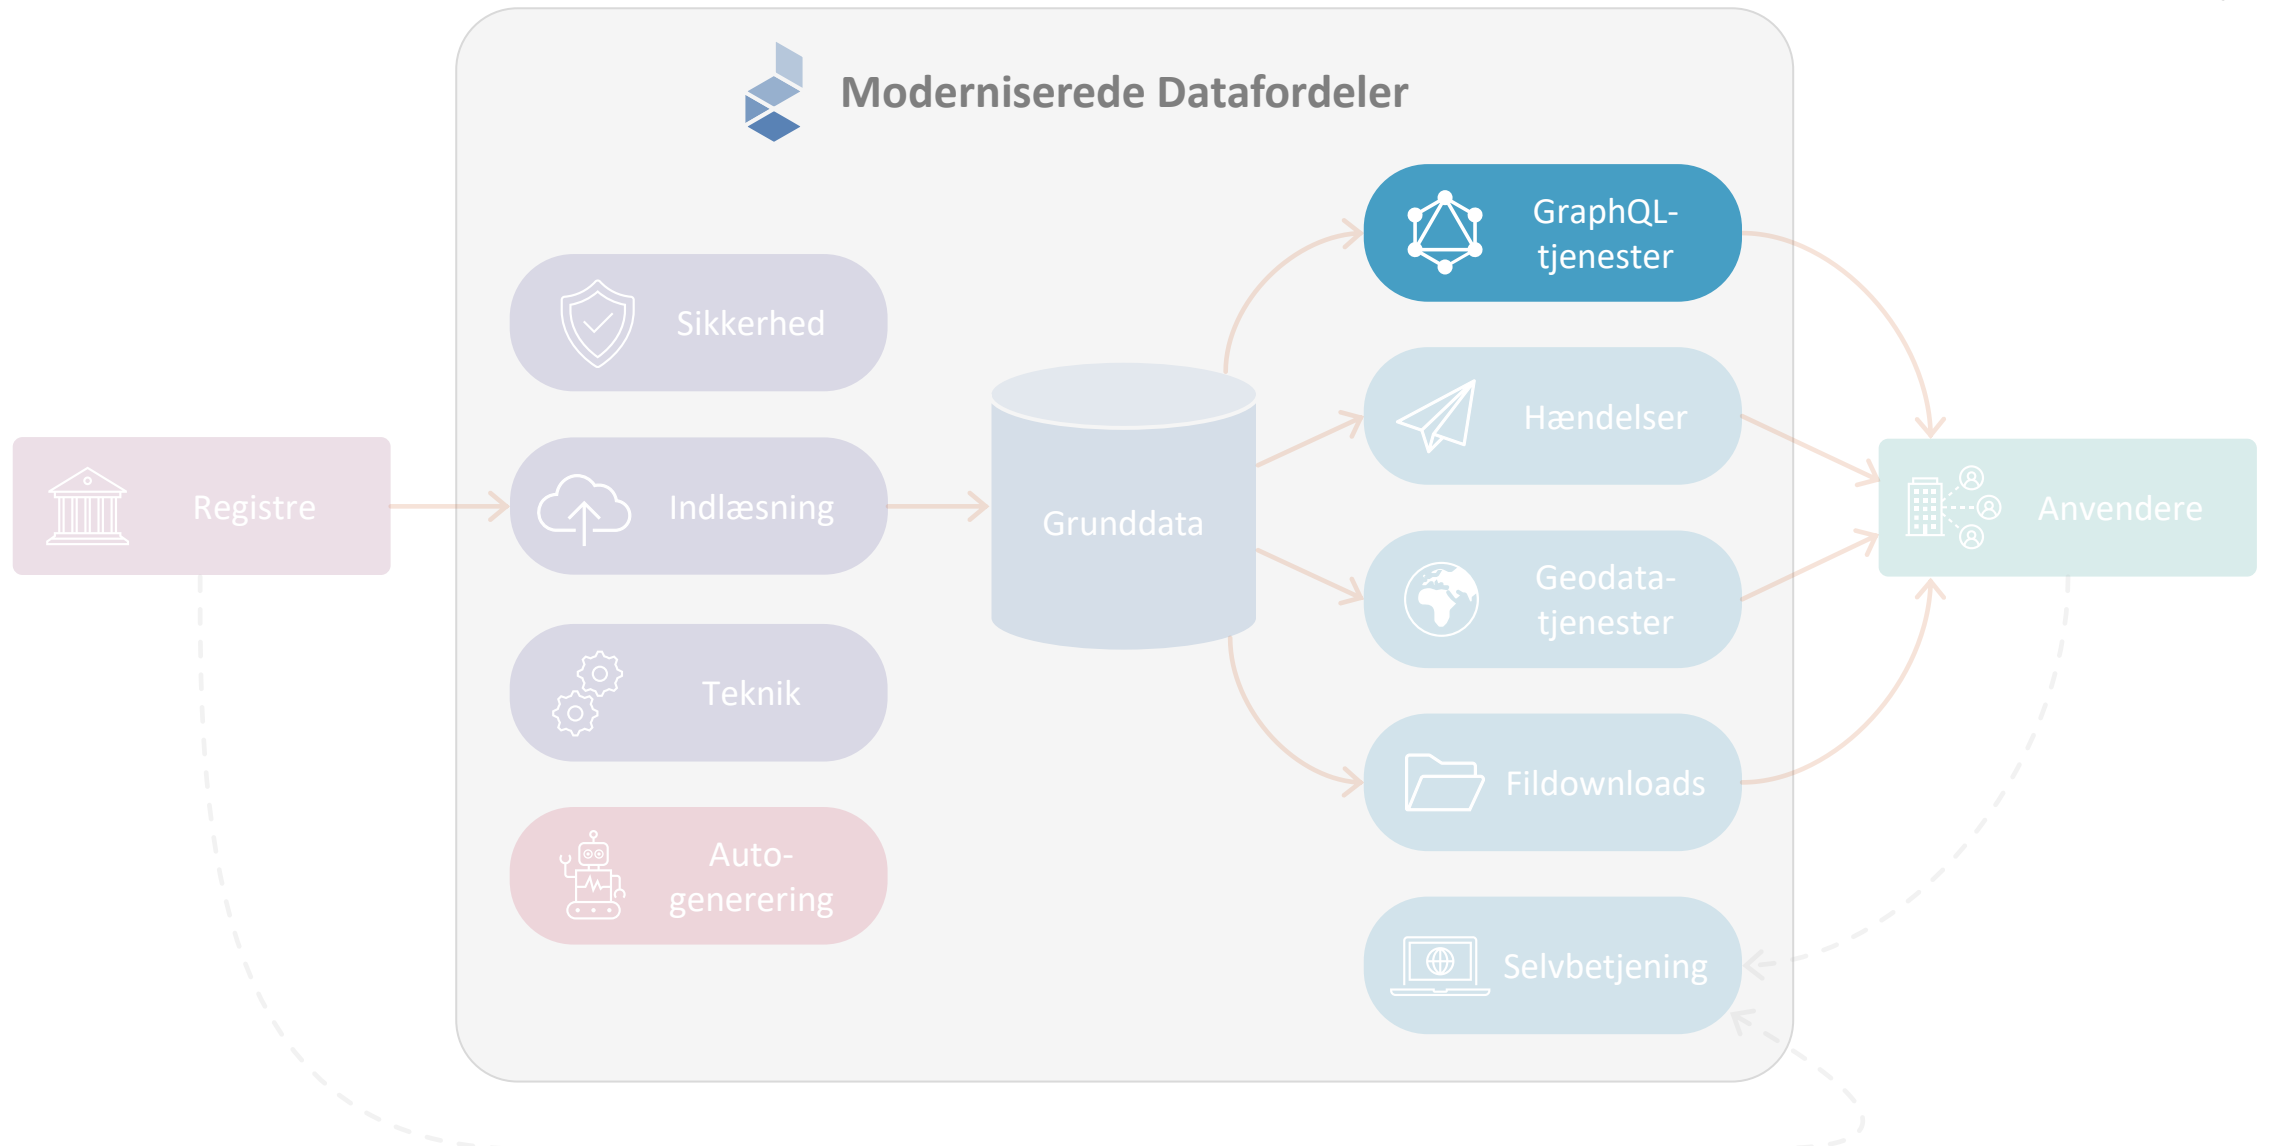 Moderniserede Datafordeler
GraphQL-
tjenester
Sikkerhed
Hændelser
Registre
Indlæsning
Grunddata
Anvendere
Geodata-
tjenester
Teknik
Fildownloads
Auto-
generering
Selvbetjening